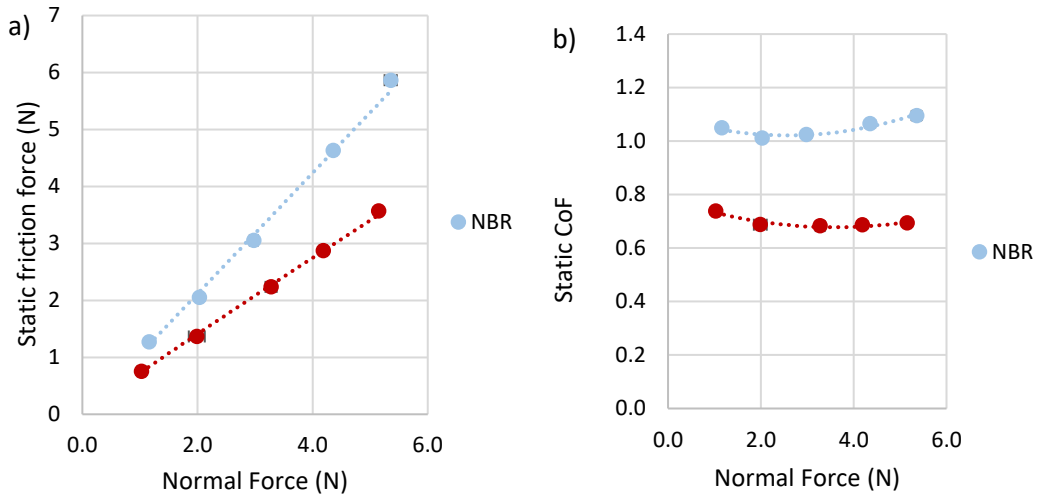 a)
Static friction force (N)
7
6
5
4
3
2
1
0
0.0 2.0 4.0 6.0
Normal Force (N)
NBR
b)
Static CoF
1.4
1.2
1.0
0.8
0.6
0.4
0.2
0.0
0.0 2.0 4.0 6.0
Normal Force (N)
NBR